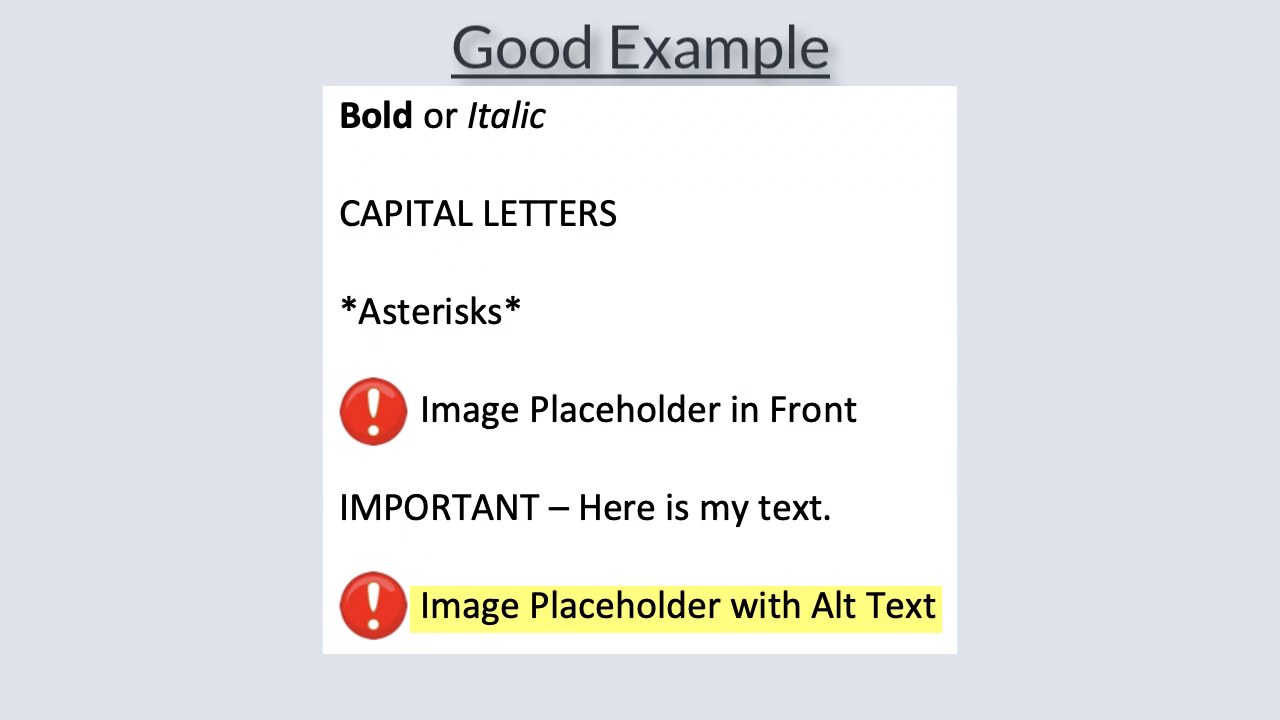 Good Example
Bold or Italic
CAPITAL LETTERS
*Asterisks*
Image Placeholder in Front
IMPORTANT – Here is my text.
Image Placeholder with Alt Text